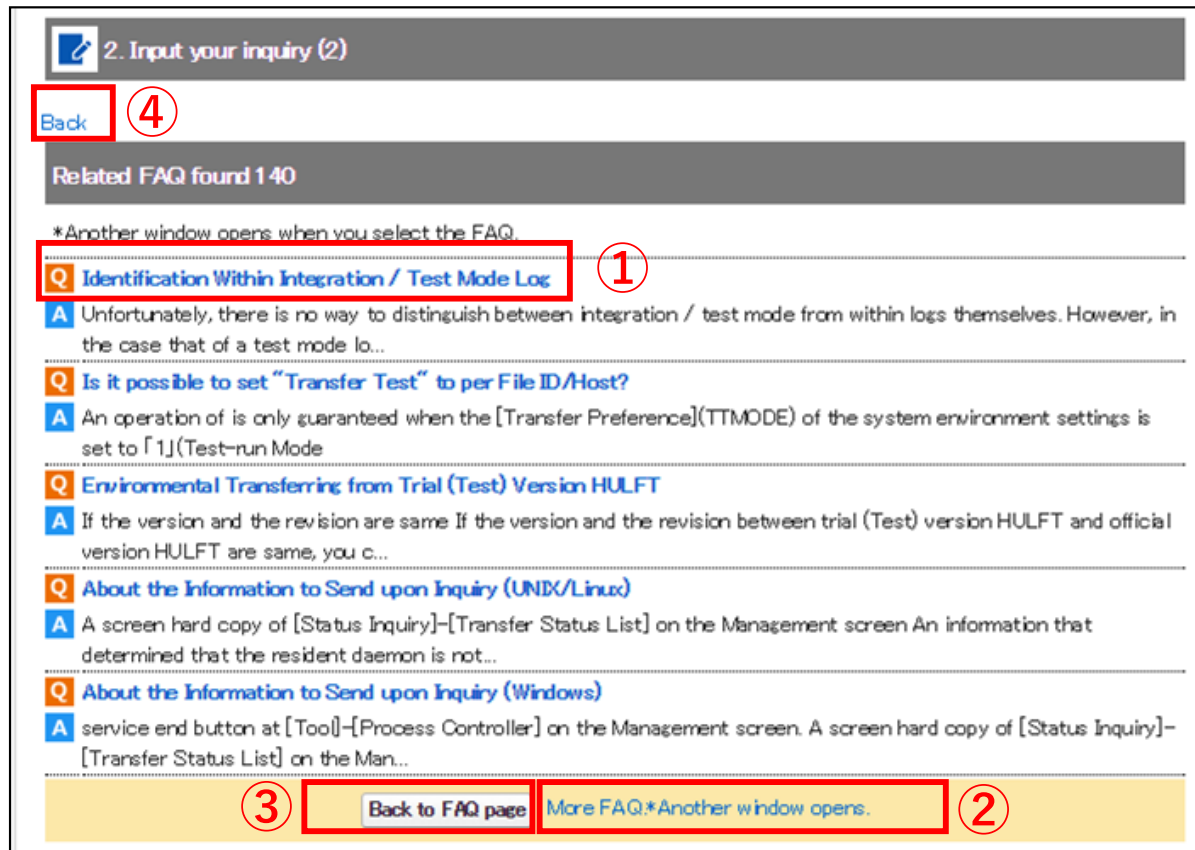 2. Input your inquiry (2)
Back
④
Related FAQ found 140
*Another window opens when you select the FAQ.
Q Identification Within Integration / Test Mode Log
①
A Unfortunately, there is no way to distinguish between integration / test mode from within logs themselves. However, in
the case that of a test mode lo...
Q Is it possible to set "Transfer Test" to per File ID/Host?
A An operation of is only guaranteed when the [Transfer Preference](TTMODE) of the system environment settings is
set to「1」(Test-run Mode
Q Environmental Transferring from Trial (Test) Version HULFT
A If the version and the revision are same If the version and the revision between trial (Test) version HULFT and official
version HULFT are same, you c...
Q About the Information to Send upon Inquiry (UNIX/Linux)
A A screen hard copy of [Status Inquiry]-[Transfer Status List] on the Management screen An information that
determined that the resident daemon is not...
Q About the Information to Send upon Inquiry (Windows)
A service end button at [Tool]-[Process Controller] on the Management screen. A screen hard copy of [Status Inquiry]-
[Transfer Status List] on the Man...
③ Back to FAQ page More FAQ.*Another window opens. ②